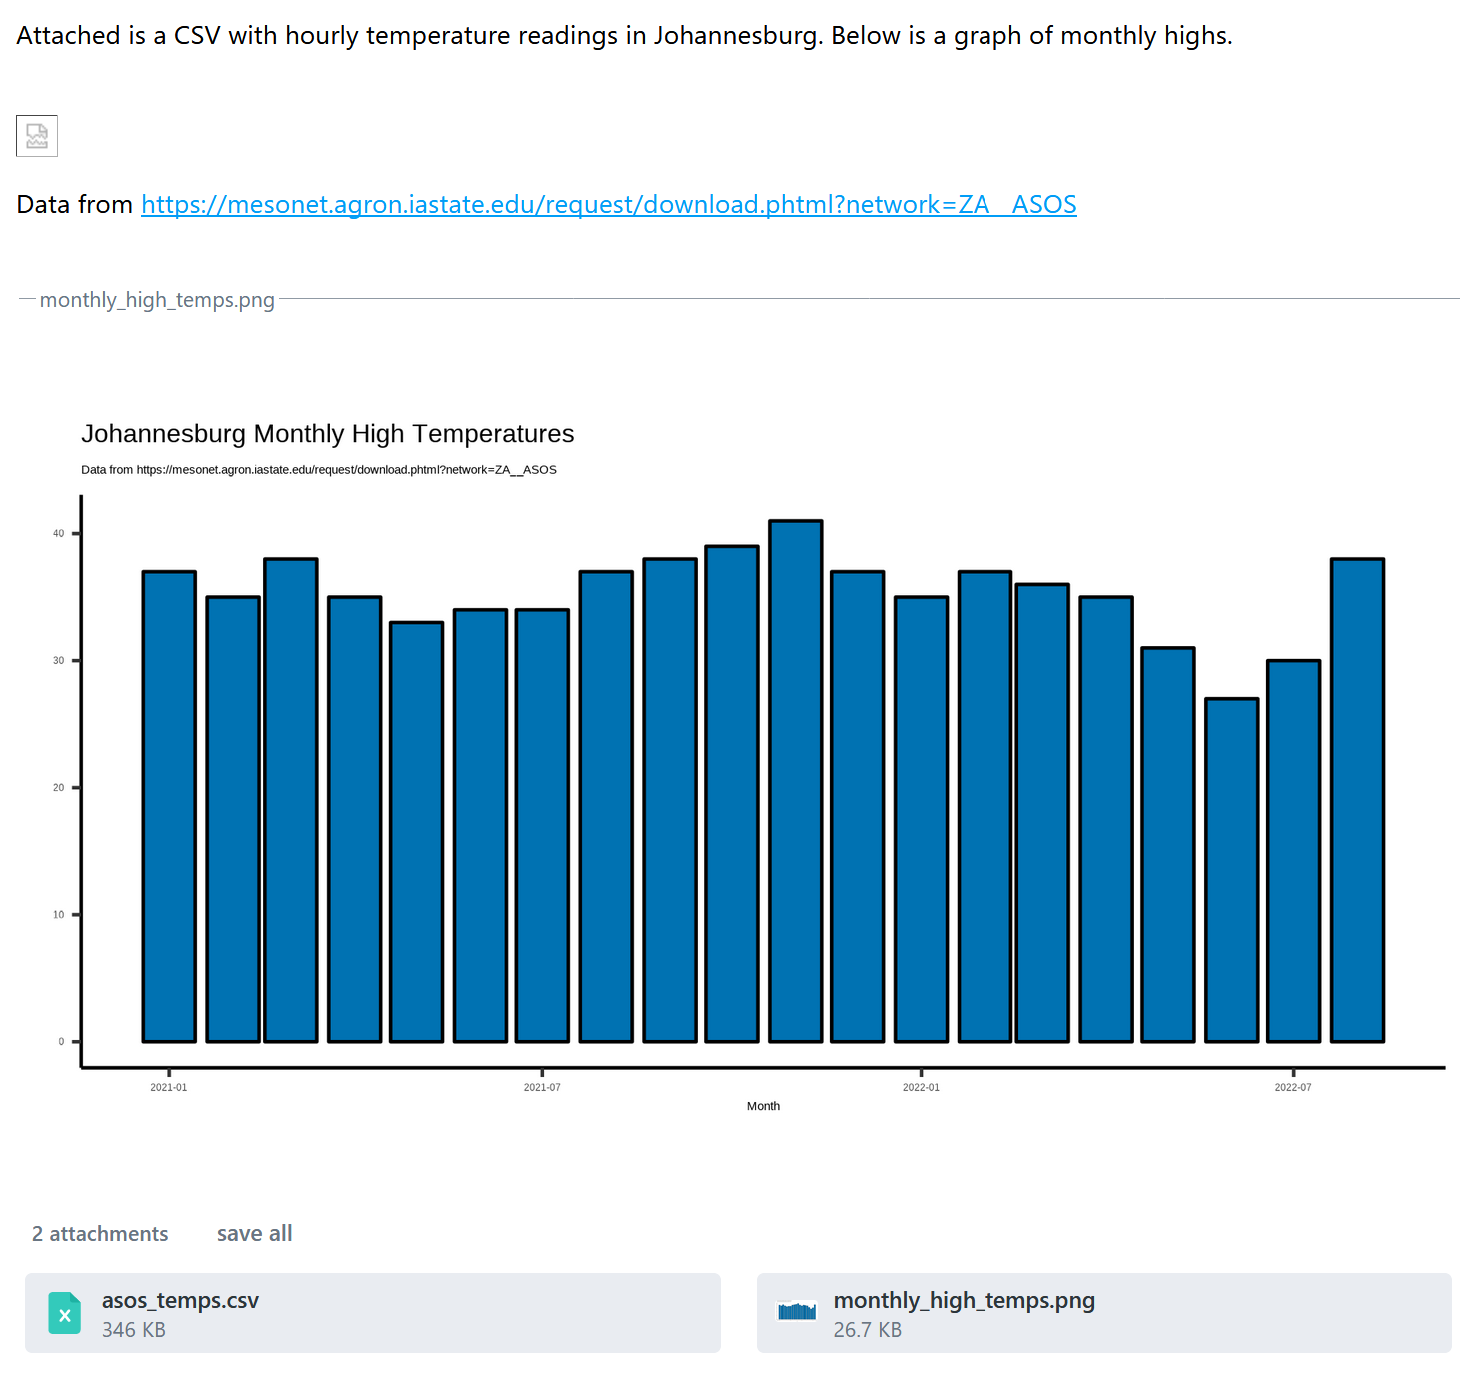 Attached is a CSV with hourly temperature readings in Johannesburg. Below is a graph of monthly highs.
Data from https://mesonet.agron.iastate.edu/request/download.phtml?network=ZA__ASOS
monthly_high_temps.png
Johannesburg Monthly High Temperatures
Data from https://mesonet.agron.iastate.edu/request/download.phtml?network=ZA__ASOS
40
30
20
10
0
2021-01 2021-07 2022-01 2022-07
Month
2 attachments save all
asos_temps.csv monthly_high_temps.png
346 KB 26.7 KB